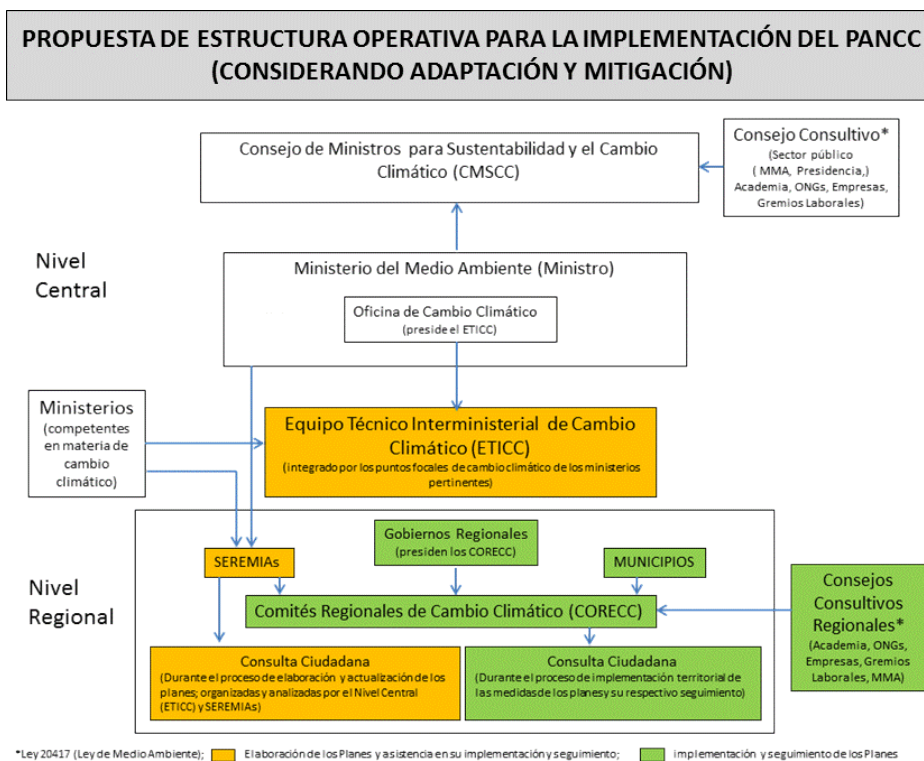 PROPUESTA DE ESTRUCTURA OPERATIVA PARA LA IMPLEMENTACIÓN DEL PANCC
(CONSIDERANDO ADAPTACIÓN Y MITIGACIÓN)
Consejo de Ministros para Sustentabilidad y el Cambio
Climático (CMSCC)
Consejo Consultivo*
(Sector público
( MMA, Presidencia,)
Academia, ONGs, Empresas,
Gremios Laborales)
Nivel
Central
Ministerio del Medio Ambiente (Ministro)
Oficina de Cambio Climático
(preside el ETICC)
Ministerios
(competentes
en materia de
cambio
climático)
Equipo Técnico Interministerial de Cambio
Climático (ETICC)
(integrado por los puntos focales de cambio climático de los ministerios
pertinentes)
Nivel
Regional
Gobiernos Regionales
(presiden los CORECC)
SEREMIAs
MUNICIPIOS
Comités Regionales de Cambio Climático (CORECC)
Consejos
Consultivos
Regionales*
(Academia, ONGs,
Empresas, Gremios
Laborales, MMA)
Consulta Ciudadana
(Durante el proceso de elaboración y actualización de los
planes; organizadas y analizadas por el Nivel Central
(ETICC) y SEREMIAs)
Consulta Ciudadana
(Durante el proceso de implementación territorial de
las medidas de los planes y su respectivo seguimiento)
*Ley 20417 (Ley de Medio Ambiente); Elaboración de los Planes y asistencia en su implementación y seguimiento; implementación y seguimiento de los Planes